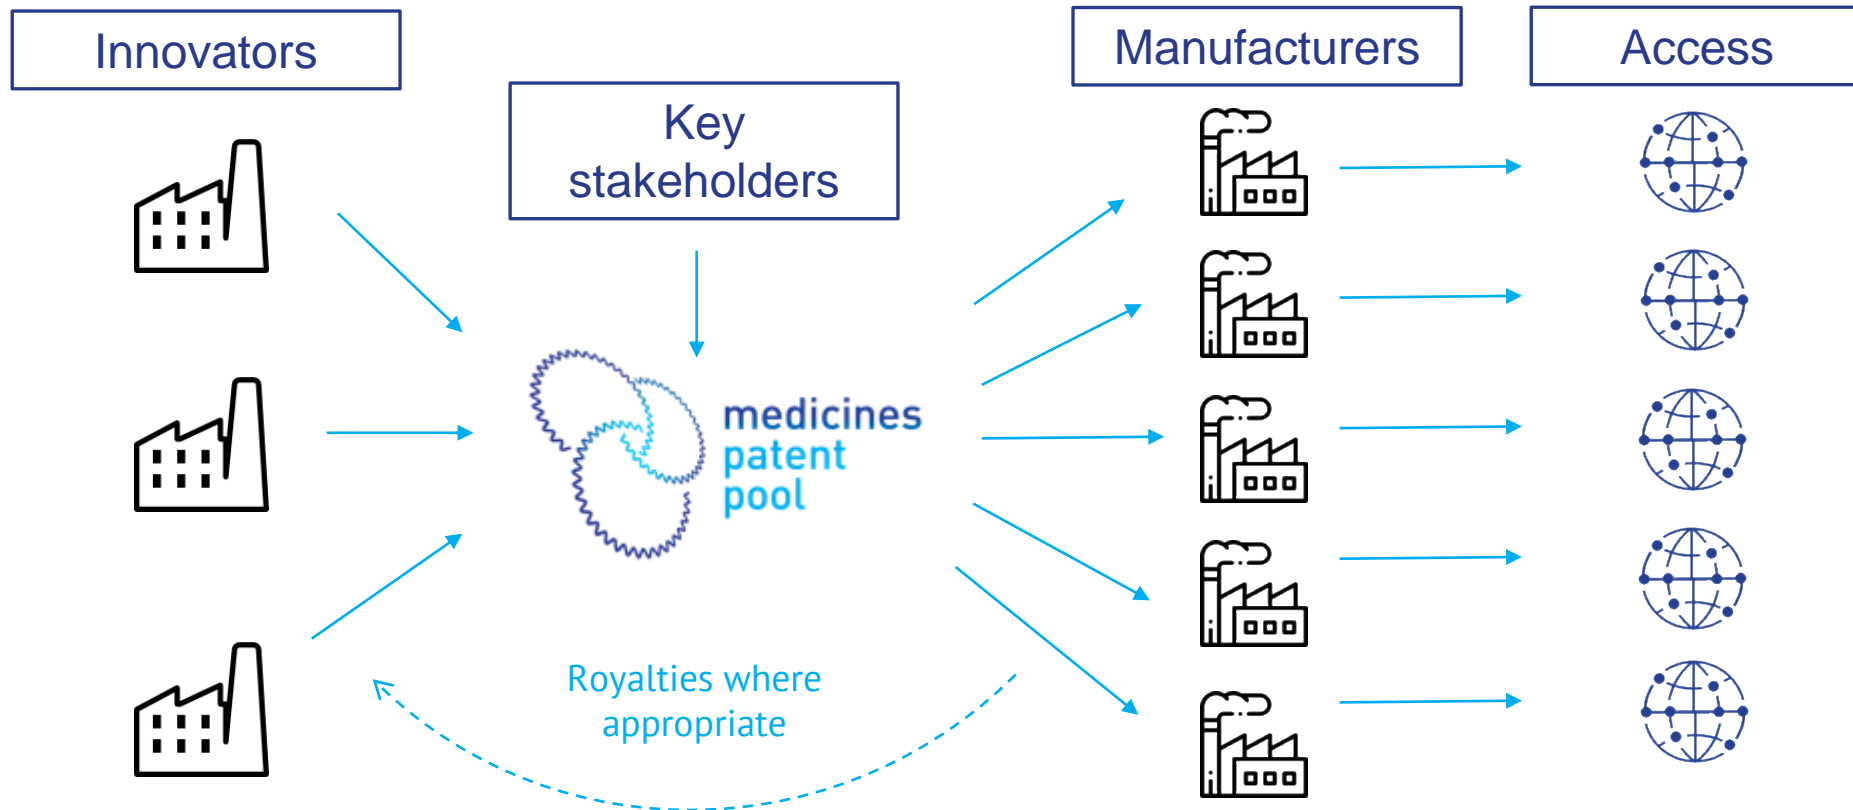 Innovators
Key
stakeholders
Manufacturers
Access
medicines
patent
pool
Royalties where
appropriate